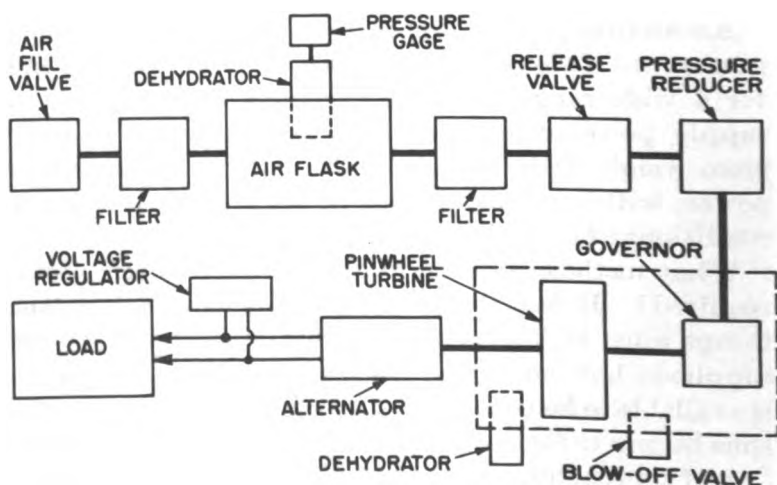 PRESSURE
GAGE
AIR
FILL
VALVE
DEHYDRATOR
RELEASE
VALVE
PRESSURE
REDUCER
AIR FLASK
FILTER
FILTER
VOLTAGE
REGULATOR
PINWHEEL
TURBINE
GOVERNOR
LOAD
ALTERNATOR
DEHYDRATOR
BLOW-OFF VALVE